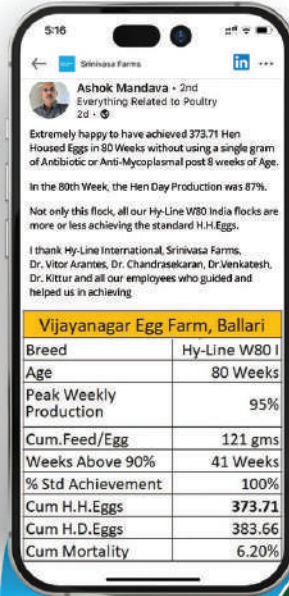 5:16
Srinivasa Farms
in
Ashok Mandava • 2nd
Everything Related to Poultry
2d •
Extremely happy to have achieved 373.71 Hen
Housed Eggs in 80 Weeks without using a single gram
of Antibiotic or Anti-Mycoplasmal post 8 weeks of Age.
In the 80th Week, the Hen Day Production was 87%.
Not only this flock, all our Hy-Line W80 India flocks are
more or less achieving the standard H.H.Eggs.
I thank Hy-Line International, Srinivasa Farms,
Dr. Vitor Arantes, Dr. Chandrasekaran, Dr.Venkatesh,
Dr. Kittur and all our employees who guided and
helped us in achieving
Vijayanagar Egg Farm, Ballari
Breed Hy-Line W80 I
Age 80 Weeks
Peak Weekly
Production 95%
Cum.Feed/Egg 121 gms
Weeks Above 90% 41 Weeks
% Std Achievement 100%
Cum H.H.Eggs 373.71
Cum H.D.Eggs 383.66
Cum Mortality 6.20%